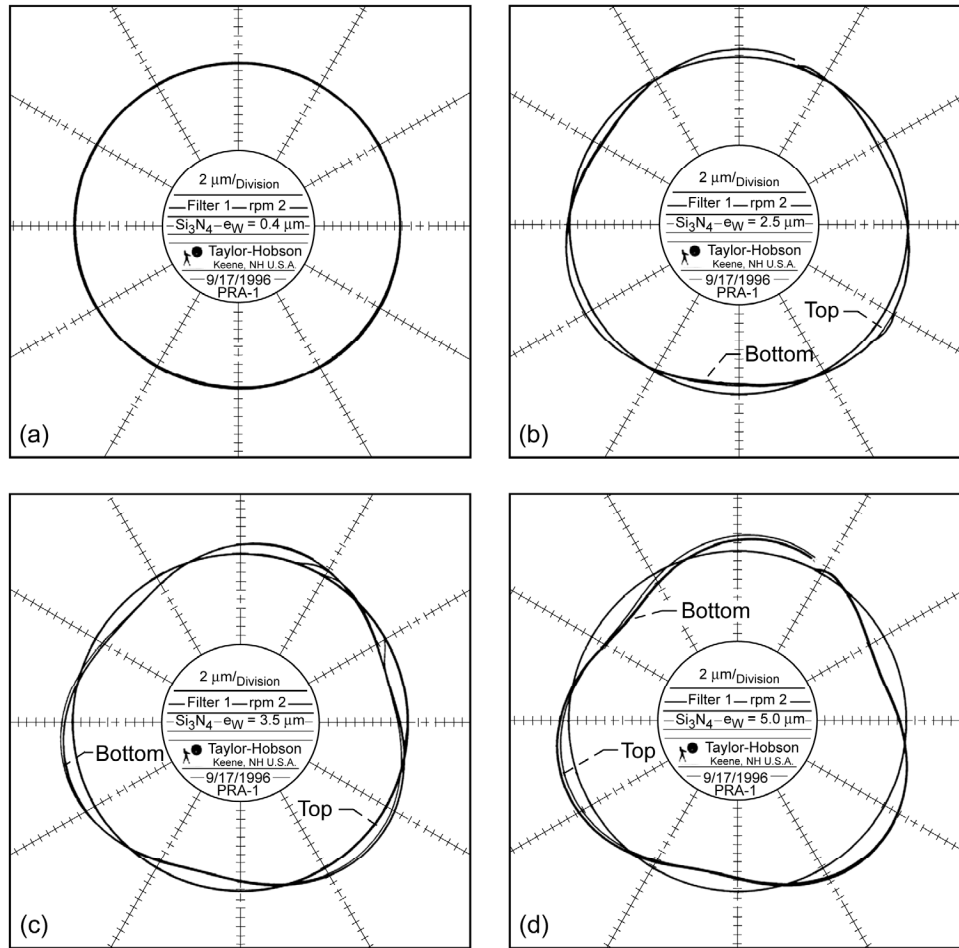 2 μm/Division
Filter 1 rpm 2
Si3N4 – eW = 0.4 μm
Taylor-Hobson
Keene, NH U.S.A.
9/17/1996
PRA-1
(a)
2 μm/Division
Filter 1 rpm 2
Si3N4 – eW = 2.5 μm
Taylor-Hobson
Keene, NH U.S.A.
9/17/1996
PRA-1
Top
Bottom
(b)
2 μm/Division
Filter 1 rpm 2
Si3N4 – eW = 3.5 μm
Taylor-Hobson
Keene, NH U.S.A.
9/17/1996
PRA-1
Bottom
Top
(c)
Bottom
2 μm/Division
Filter 1 rpm 2
Si3N4 – eW = 5.0 μm
Taylor-Hobson
Keene, NH U.S.A.
9/17/1996
PRA-1
Top
(d)